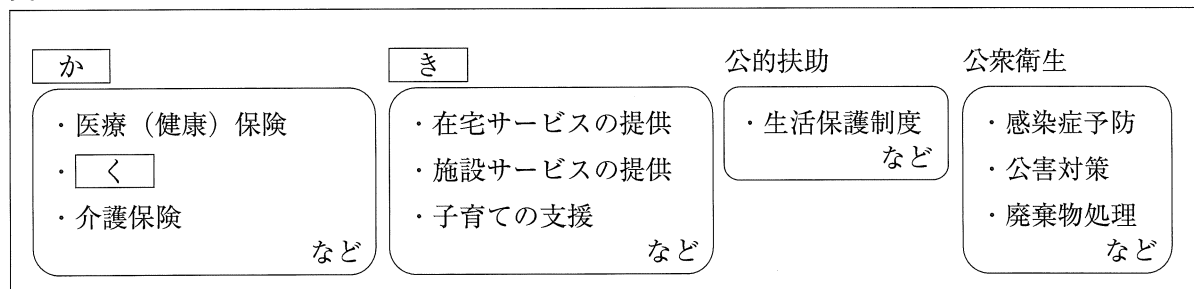 か
・医療（健康）保険
・く
・介護保険
など
き
・在宅サービスの提供
・施設サービスの提供
・子育ての支援
など
公的扶助
・生活保護制度
など
公衆衛生
・感染症予防
・公害対策
・廃棄物処理
など